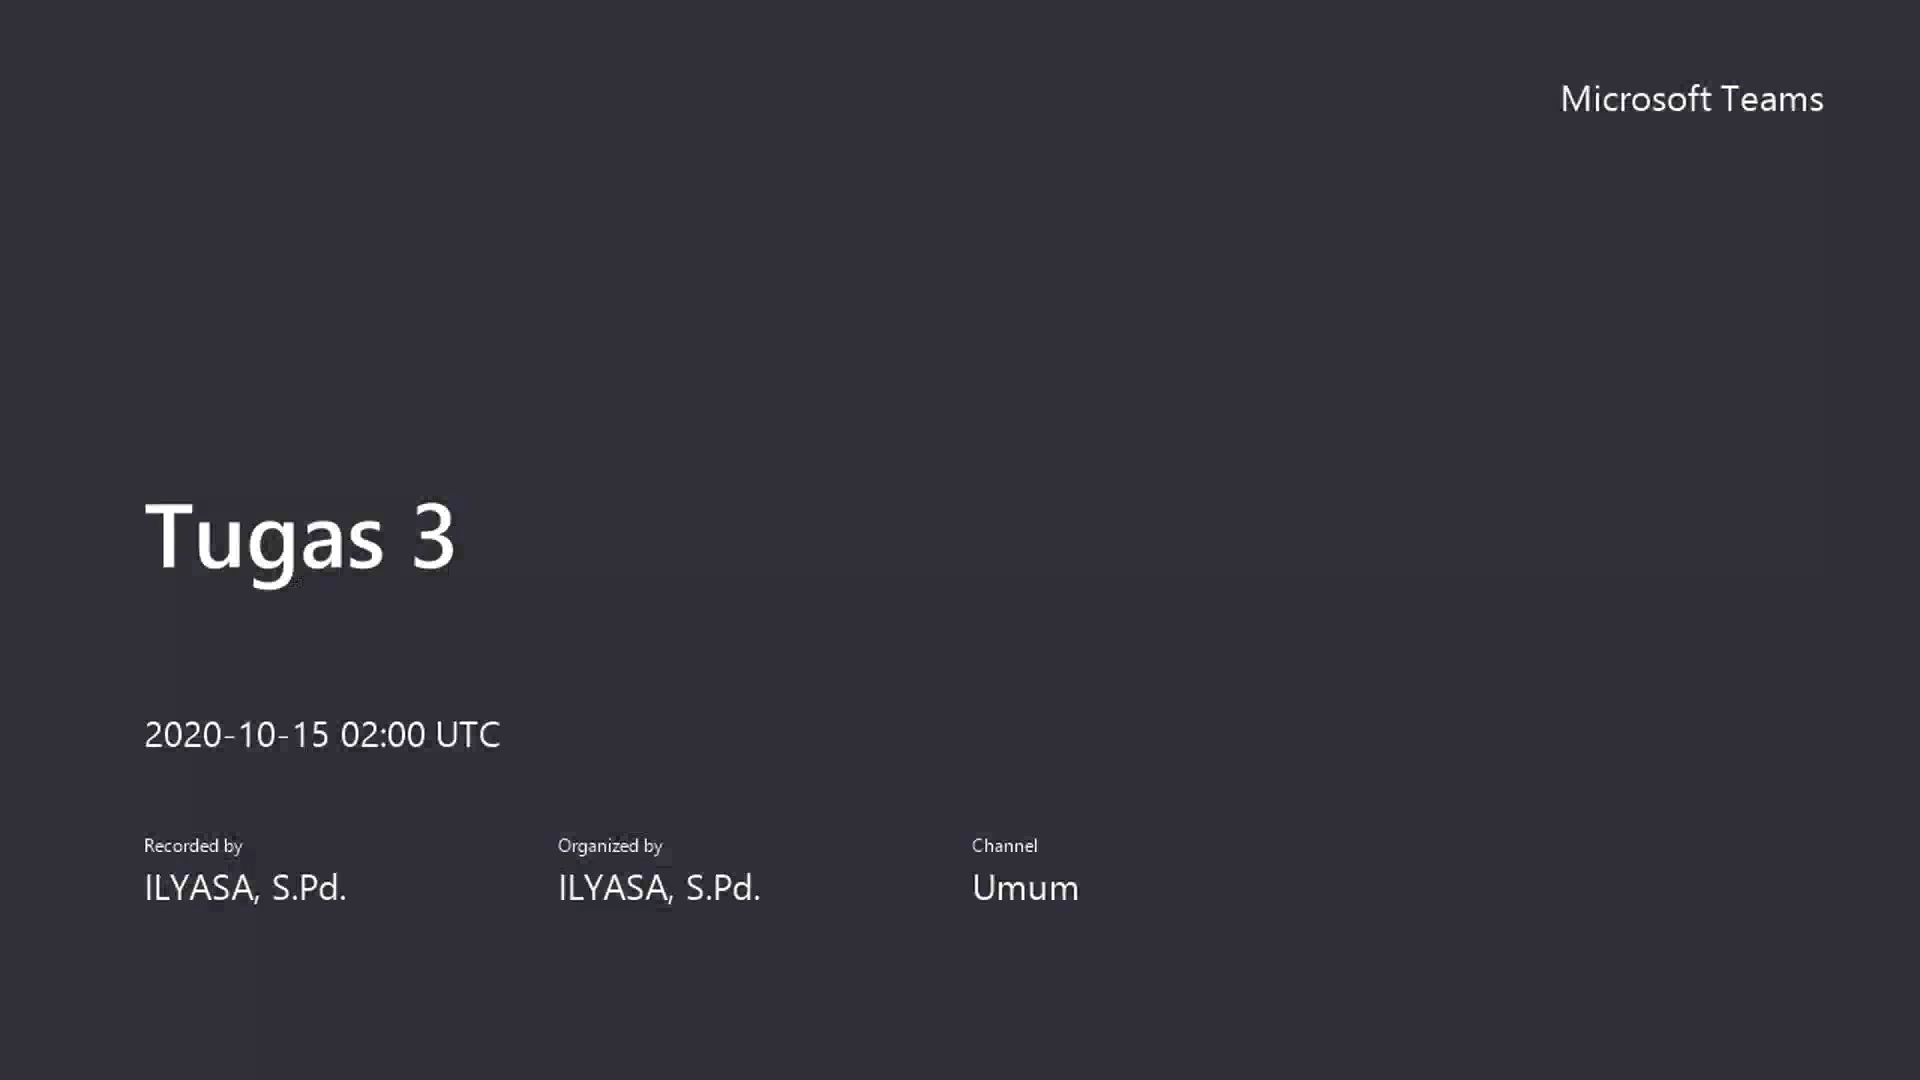 Microsoft Teams
Tugas 3
2020-10-15 02:00 UTC
Recorded by
ILYASA, S.Pd.
Organized by
ILYASA, S.Pd.
Channel
Umum